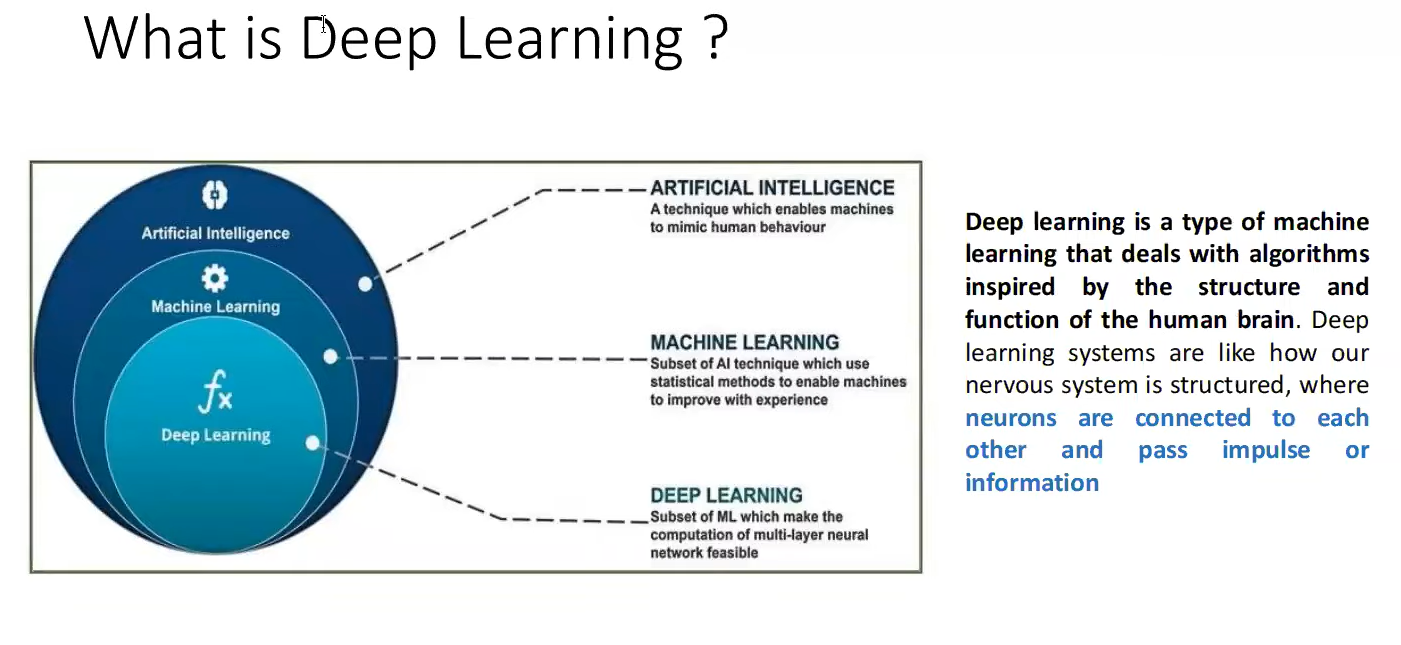 What is Deep Learning ?
Artificial Intelligence
Machine Learning
fx
Deep Learning
ARTIFICIAL INTELLIGENCE
A technique which enables machines
to mimic human behaviour
MACHINE LEARNING
Subset of AI technique which use
statistical methods to enable machines
to improve with experience
DEEP LEARNING
Subset of ML which make the
computation of multi-layer neural
network feasible
Deep learning is a type of machine
learning that deals with algorithms
inspired by the structure and
function of the human brain. Deep
learning systems are like how our
nervous system is structured, where
neurons are connected to each
other and pass impulse or
information